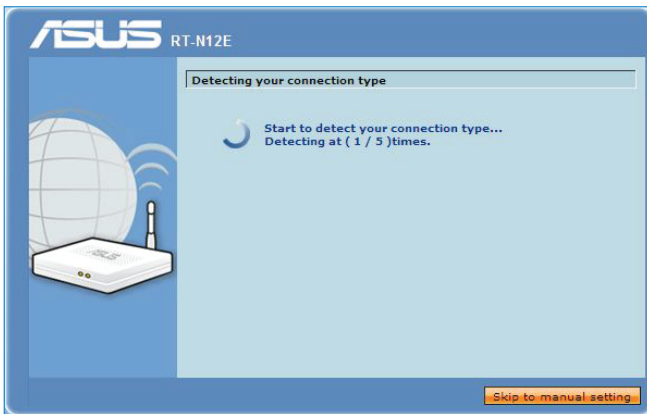 ASUS RT-N12E
Detecting your connection type
Start to detect your connection type...
Detecting at ( 1 / 5 )times.
ASUS
Skip to manual setting